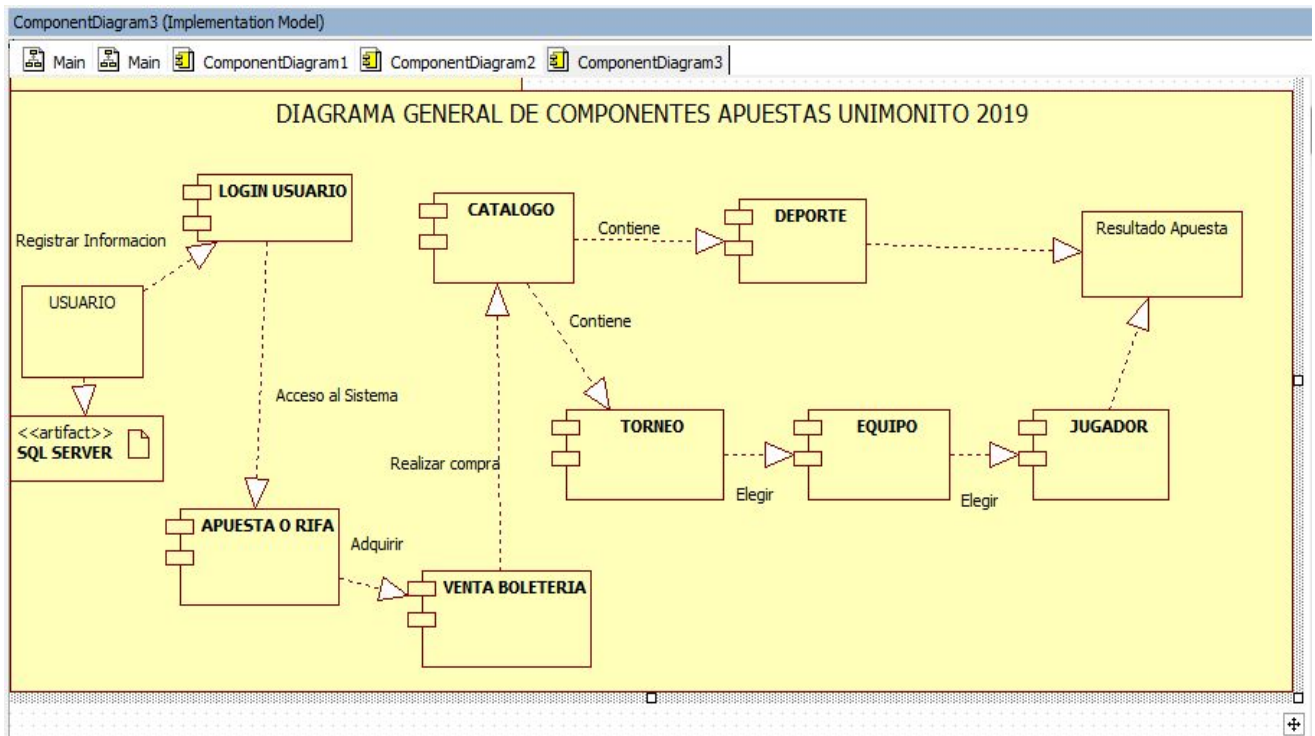 ComponentDiagram3 (Implementation Model)
Main
Main
ComponentDiagram1
ComponentDiagram2
ComponentDiagram3
DIAGRAMA GENERAL DE COMPONENTES APUESTAS UNIMONITO 2019
LOGIN USUARIO
CATALOGO
Contiene
DEPORTE
Resultado Apuesta
Registrar Informacion
USUARIO
Contiene
Acceso al Sistema
<<artifact>>
SQL SERVER
TORNEO
EQUIPO
JUGADOR
Realizar compra
Elegir
Elegir
APUESTA O RIFA
Adquirir
VENTA BOLETERIA